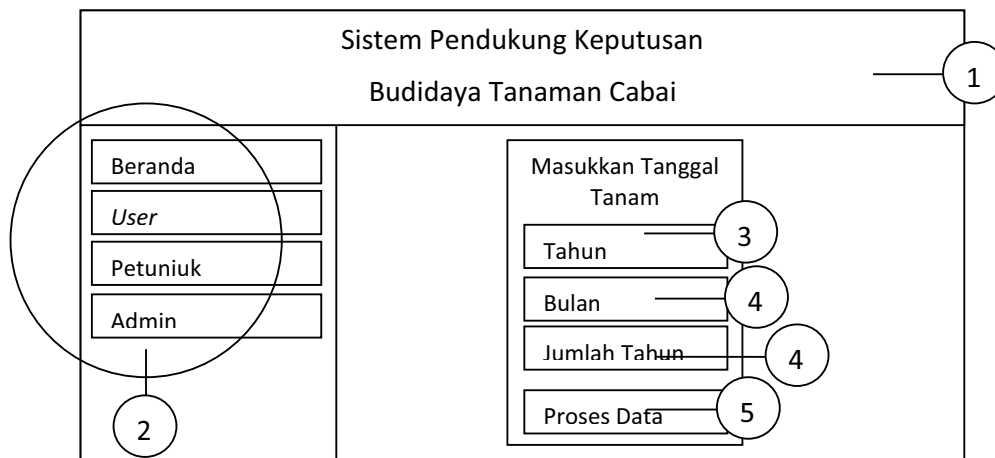 Sistem Pendukung Keputusan
Budidaya Tanaman Cabai
1
Beranda
User
Petuniuk
Admin
2
Masukkan Tanggal
Tanam
Tahun
3
Bulan
4
Jumlah Tahun
4
Proses Data
5